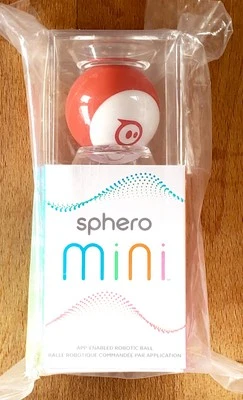 sphero
mini
APP-ENABLED ROBOTIC BALL
BALLE ROBOTIQUE COMMANDÉE PAR APPLICATION